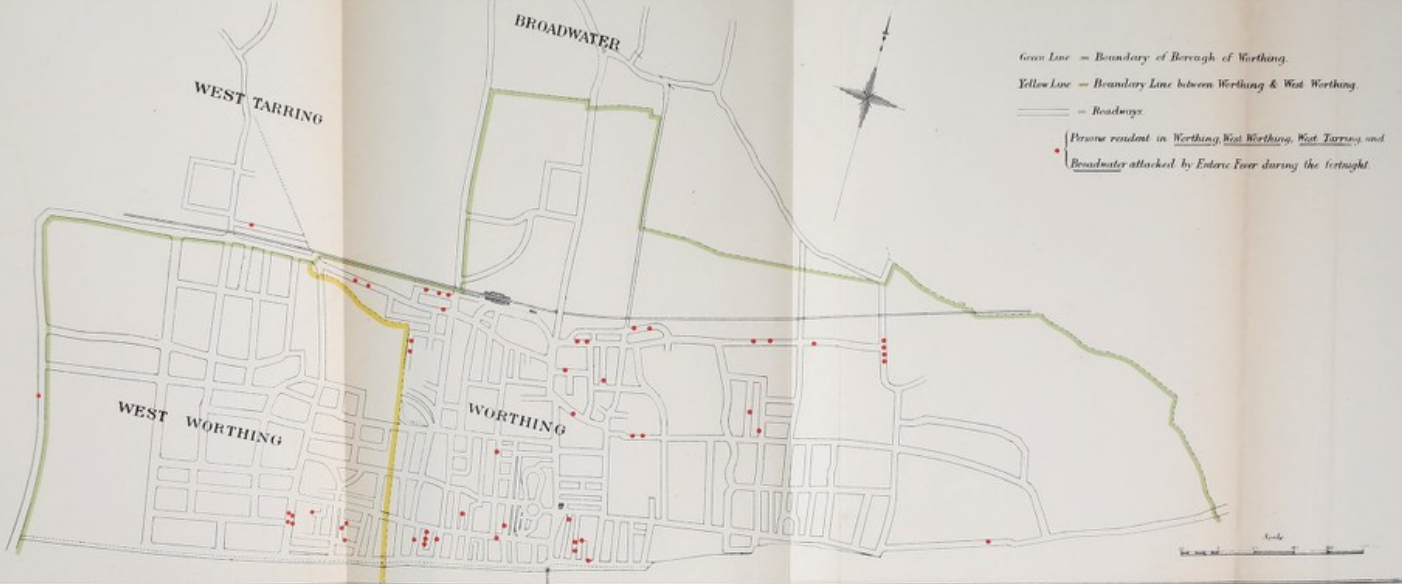 BROADWATER
WEST TARRING
Green Line = Boundary of Borough of Worthing.
Yellow Line = Boundary Line between Worthing & West Worthing.
= Roadways.
Persons resident in Worthing, West Worthing, West Tarring, and
Broadwater attacked by Enteric Fever during the fortnight.
WEST WORTHING
WORTHING
Scale